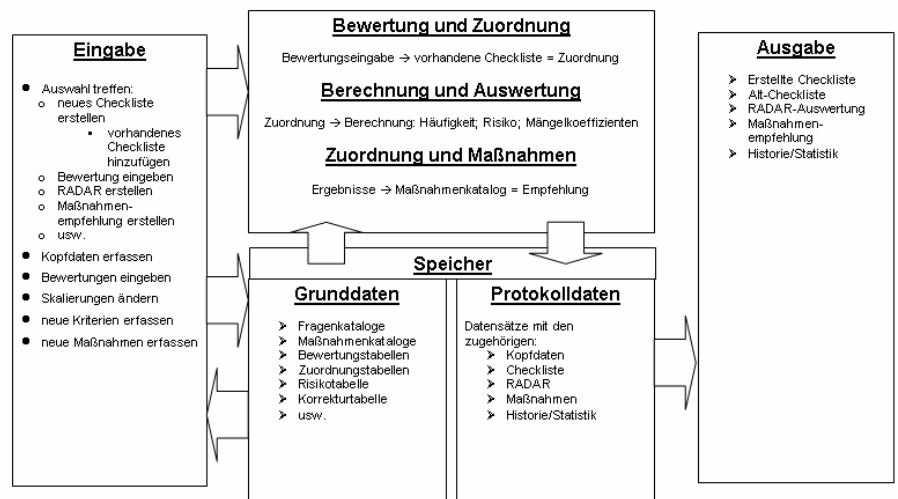 Eingabe
Auswahl treffen:
neues Checkliste
erstellen
vorhandenes
Checkliste
hinzufügen
Bewertung eingeben
RADAR erstellen
Maßnahmen-
empfehlung erstellen
usw.
Kopfdaten erfassen
Bewertungen eingeben
Skalierungen ändern
neue Kriterien erfassen
neue Maßnahmen erfassen
Bewertung und Zuordnung
Bewertungseingabe → vorhandene Checkliste = Zuordnung
Berechnung und Auswertung
Zuordnung → Berechnung: Häufigkeit; Risiko; Mängelkoeffizienten
Zuordnung und Maßnahmen
Ergebnisse → Maßnahmenkatalog = Empfehlung
Speicher
Grunddaten
Fragenkataloge
Maßnahmenkataloge
Bewertungstabellen
Zuordnungstabellen
Risikotabelle
Korrekturtabelle
usw.
Protokolldaten
Datensätze mit den
zugehörigen:
Kopfdaten
Checkliste
RADAR
Maßnahmen
Historie/Statistik
Ausgabe
Erstellte Checkliste
Alt-Checkliste
RADAR-Auswertung
Maßnahmen-
empfehlung
Historie/Statistik